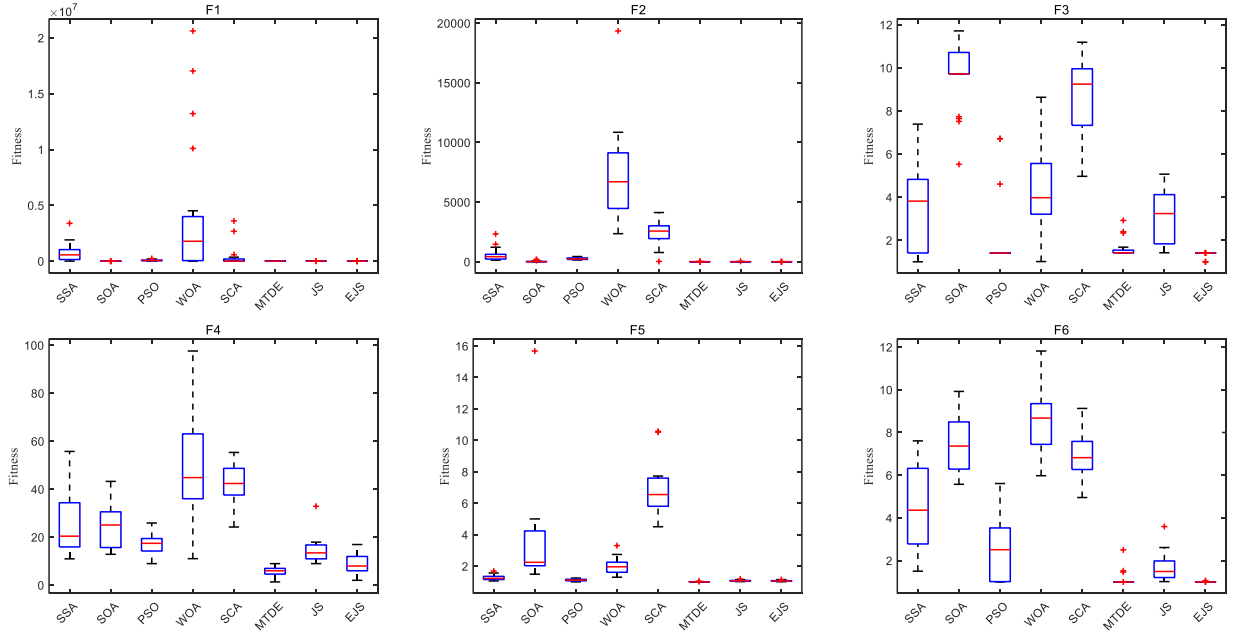 F1
×10⁷
2
1.5
1
0.5
0
Fitness
SSA
SOA
PSO
WOA
SCA
MTDE
JS
EJS
F2
20000
15000
10000
5000
0
Fitness
SSA
SOA
PSO
WOA
SCA
MTDE
JS
EJS
F3
12
10
8
6
4
2
Fitness
SSA
SOA
PSO
WOA
SCA
MTDE
JS
EJS
F4
100
80
60
40
20
0
Fitness
SSA
SOA
PSO
WOA
SCA
MTDE
JS
EJS
F5
16
14
12
10
8
6
4
2
Fitness
SSA
SOA
PSO
WOA
SCA
MTDE
JS
EJS
F6
12
10
8
6
4
2
Fitness
SSA
SOA
PSO
WOA
SCA
MTDE
JS
EJS